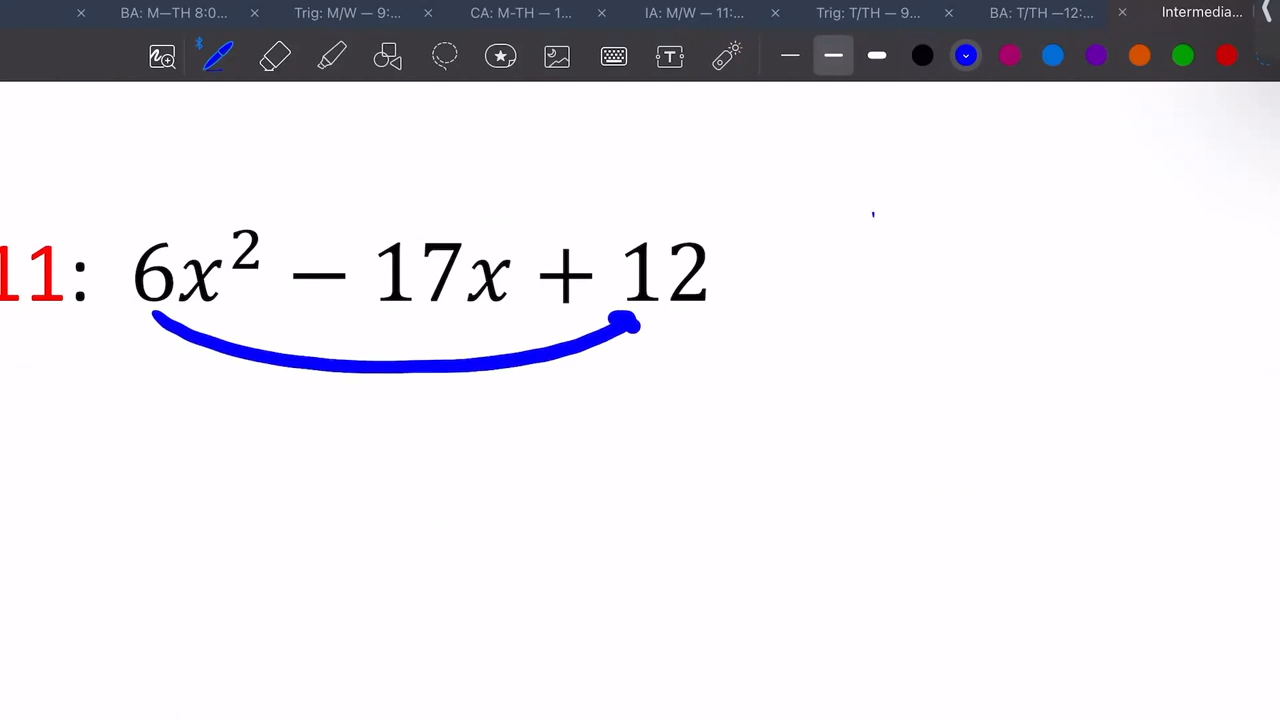 BA: M—TH 8:0... Trig: M/W — 9:... CA: M-TH — 1... IA: M/W — 11:... Trig: T/TH — 9... BA: T/TH —12:... Intermedia...
11: 6x² − 17x + 12